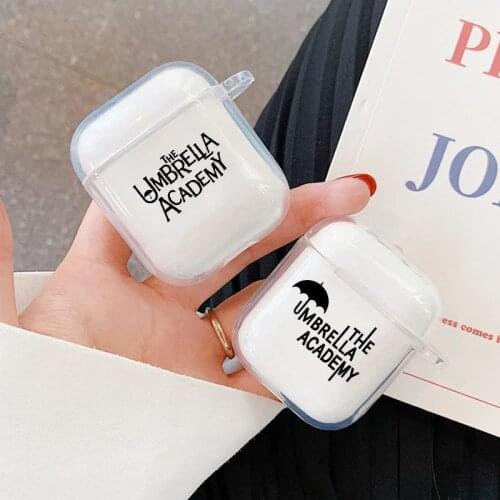 THE
UMBRELLA
ACADEMY
THE
UMBRELLA
ACADEMY
JO
ess comes